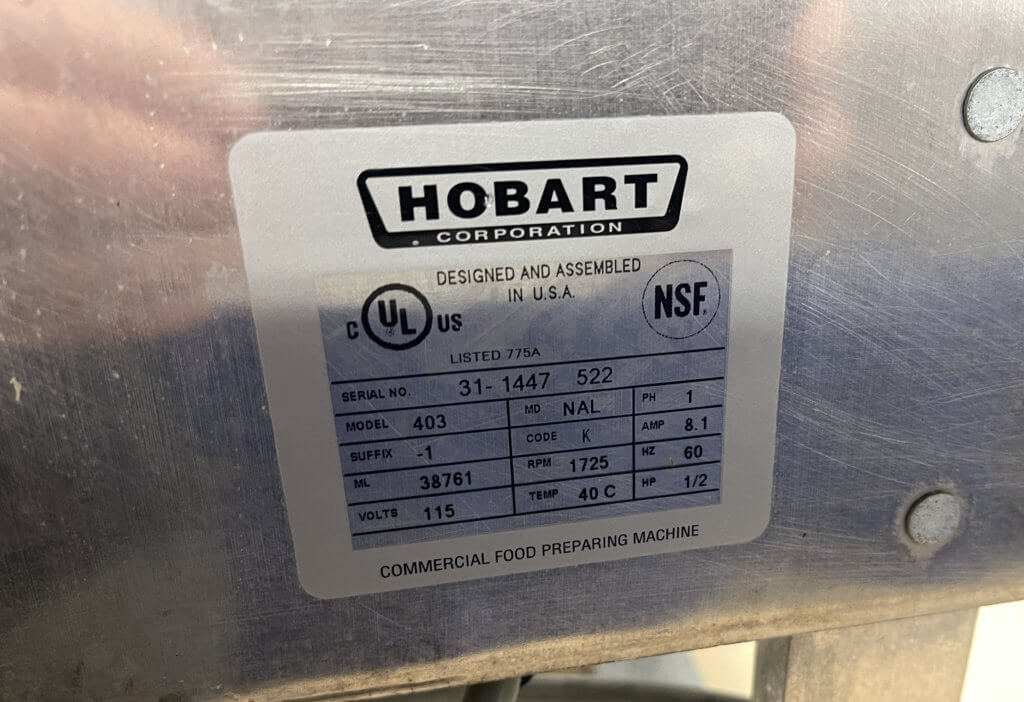 HOBART
CORPORATION
DESIGNED AND ASSEMBLED
IN U.S.A.
C UL US
NSF®
LISTED 775A
SERIAL NO. 31-1447 522
MODEL 403 MD NAL PH 1
SUFFIX -1 CODE K AMP 8.1
ML 38761 RPM 1725 HZ 60
VOLTS 115 TEMP 40 C HP 1/2
COMMERCIAL FOOD PREPARING MACHINE